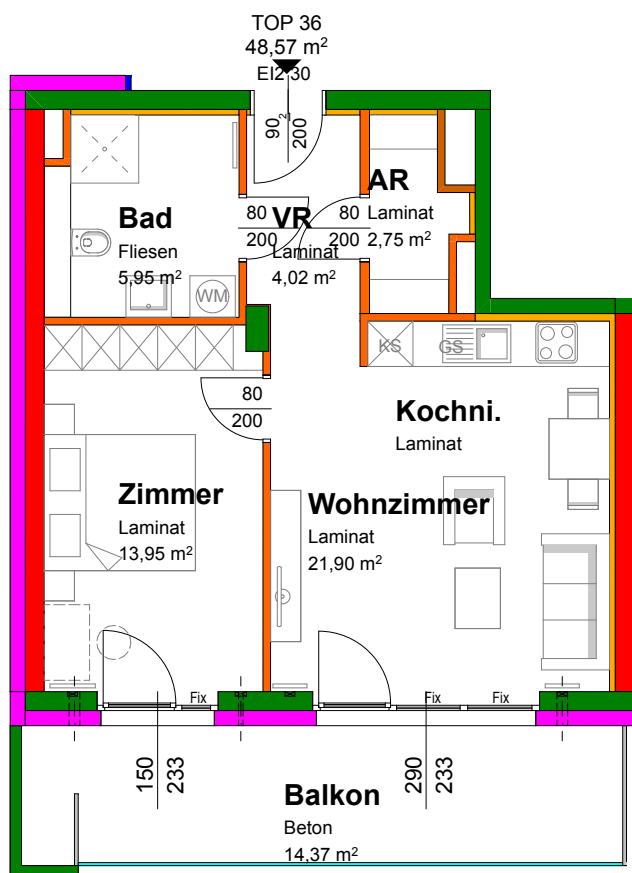 TOP 36
48,57 m²
EI2 30
90
2
200
Bad
Fliesen
5,95 m²
80
200
VR
Laminat
4,02 m²
80
200
AR
Laminat
2,75 m²
WM
KS
GS
80
200
Kochni.
Laminat
Zimmer
Laminat
13,95 m²
Wohnzimmer
Laminat
21,90 m²
Fix
Fix
Fix
150
233
290
233
Balkon
Beton
14,37 m²